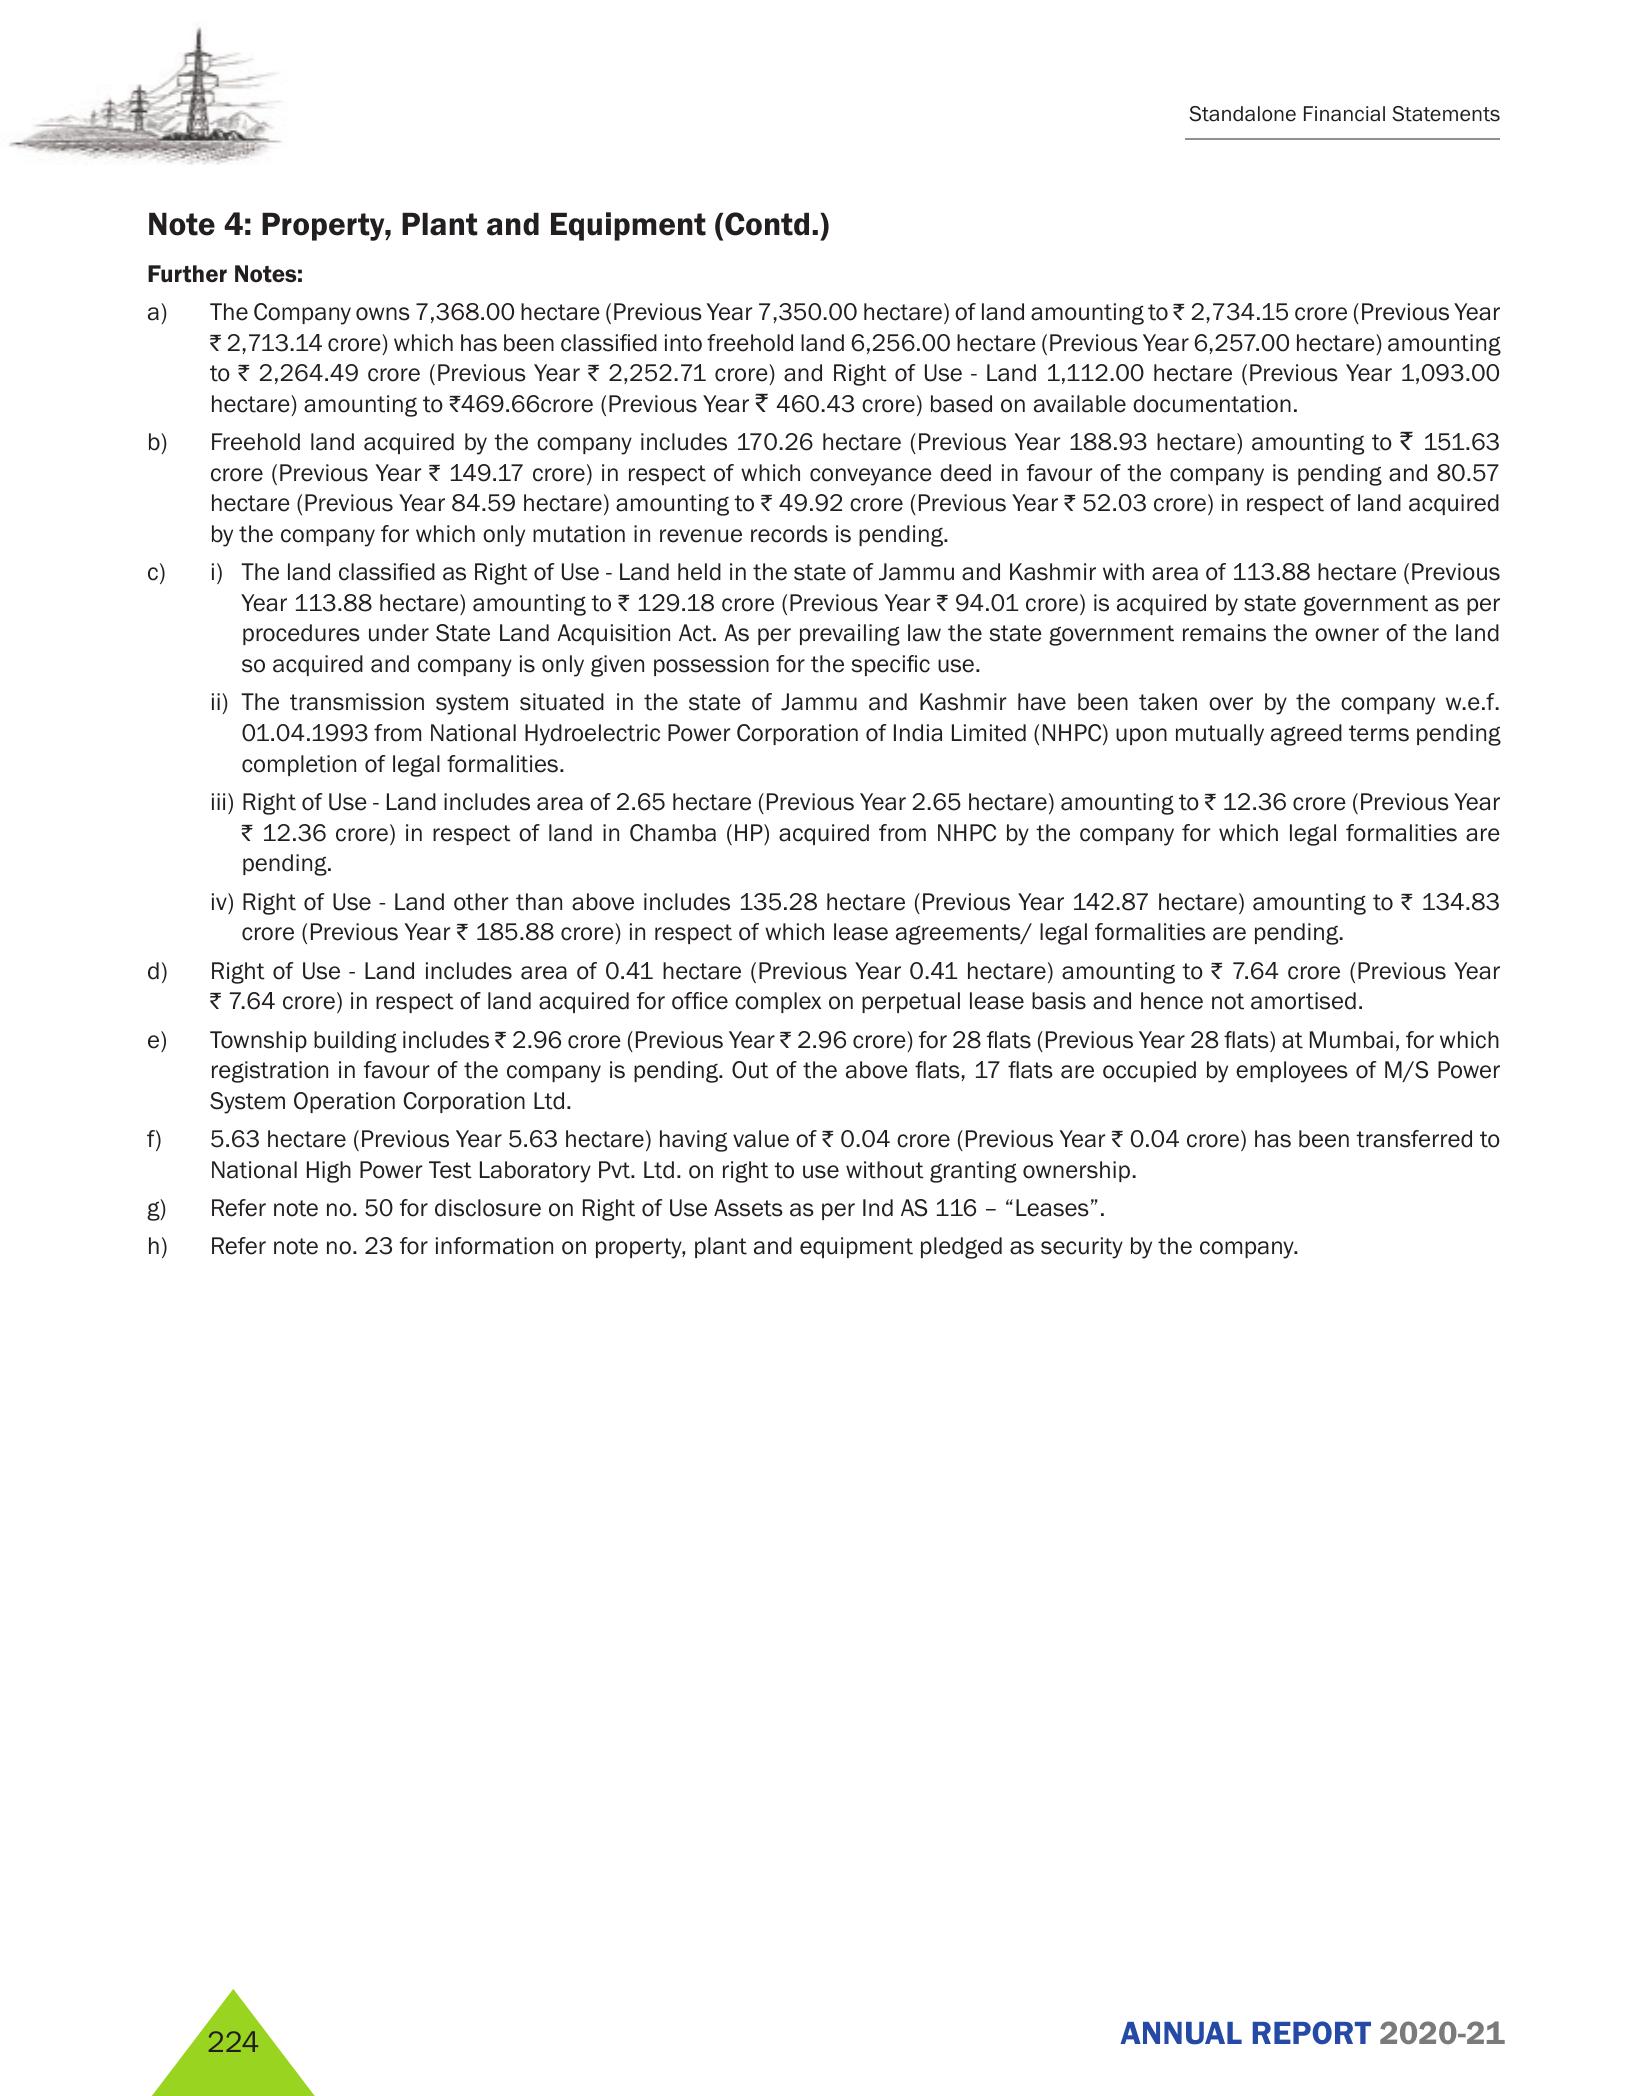 Standalone Financial Statements
Note 4: Property, Plant and Equipment (Contd.)
Further Notes:
a) The Company owns 7,368.00 hectare (Previous Year 7,350.00 hectare) of land amounting to ₹ 2,734.15 crore (Previous Year
₹ 2,713.14 crore) which has been classified into freehold land 6,256.00 hectare (Previous Year 6,257.00 hectare) amounting
to ₹ 2,264.49 crore (Previous Year ₹ 2,252.71 crore) and Right of Use - Land 1,112.00 hectare (Previous Year 1,093.00
hectare) amounting to ₹469.66crore (Previous Year ₹ 460.43 crore) based on available documentation.
b) Freehold land acquired by the company includes 170.26 hectare (Previous Year 188.93 hectare) amounting to ₹ 151.63
crore (Previous Year ₹ 149.17 crore) in respect of which conveyance deed in favour of the company is pending and 80.57
hectare (Previous Year 84.59 hectare) amounting to ₹ 49.92 crore (Previous Year ₹ 52.03 crore) in respect of land acquired
by the company for which only mutation in revenue records is pending.
c) i) The land classified as Right of Use - Land held in the state of Jammu and Kashmir with area of 113.88 hectare (Previous
Year 113.88 hectare) amounting to ₹ 129.18 crore (Previous Year ₹ 94.01 crore) is acquired by state government as per
procedures under State Land Acquisition Act. As per prevailing law the state government remains the owner of the land
so acquired and company is only given possession for the specific use.
ii) The transmission system situated in the state of Jammu and Kashmir have been taken over by the company w.e.f.
01.04.1993 from National Hydroelectric Power Corporation of India Limited (NHPC) upon mutually agreed terms pending
completion of legal formalities.
iii) Right of Use - Land includes area of 2.65 hectare (Previous Year 2.65 hectare) amounting to ₹ 12.36 crore (Previous Year
₹ 12.36 crore) in respect of land in Chamba (HP) acquired from NHPC by the company for which legal formalities are
pending.
iv) Right of Use - Land other than above includes 135.28 hectare (Previous Year 142.87 hectare) amounting to ₹ 134.83
crore (Previous Year ₹ 185.88 crore) in respect of which lease agreements/ legal formalities are pending.
d) Right of Use - Land includes area of 0.41 hectare (Previous Year 0.41 hectare) amounting to ₹ 7.64 crore (Previous Year
₹ 7.64 crore) in respect of land acquired for office complex on perpetual lease basis and hence not amortised.
e) Township building includes ₹ 2.96 crore (Previous Year ₹ 2.96 crore) for 28 flats (Previous Year 28 flats) at Mumbai, for which
registration in favour of the company is pending. Out of the above flats, 17 flats are occupied by employees of M/S Power
System Operation Corporation Ltd.
f) 5.63 hectare (Previous Year 5.63 hectare) having value of ₹ 0.04 crore (Previous Year ₹ 0.04 crore) has been transferred to
National High Power Test Laboratory Pvt. Ltd. on right to use without granting ownership.
g) Refer note no. 50 for disclosure on Right of Use Assets as per Ind AS 116 – “Leases”.
h) Refer note no. 23 for information on property, plant and equipment pledged as security by the company.
224
ANNUAL REPORT 2020-21